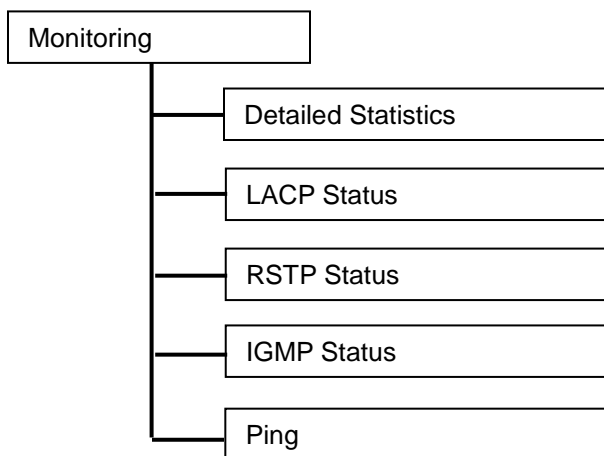 Monitoring
Detailed Statistics
LACP Status
RSTP Status
IGMP Status
Ping